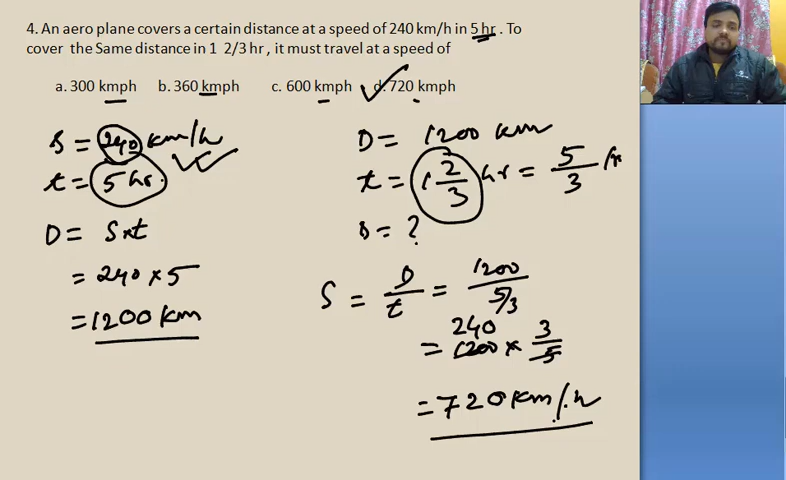 4. An aero plane covers a certain distance at a speed of 240 km/h in 5 hr . To
cover the Same distance in 1 2/3 hr , it must travel at a speed of
a. 300 kmph b. 360 kmph c. 600 kmph d. 720 kmph
S = 240 km/h
t = 5 hr.
D = S×t
= 240 × 5
= 1200 km
D = 1200 km
t = 1 2/3 hr = 5/3 hr
S = ?
S = D/t = 1200/5/3
240
= 1200 × 3/5
= 720 km/h